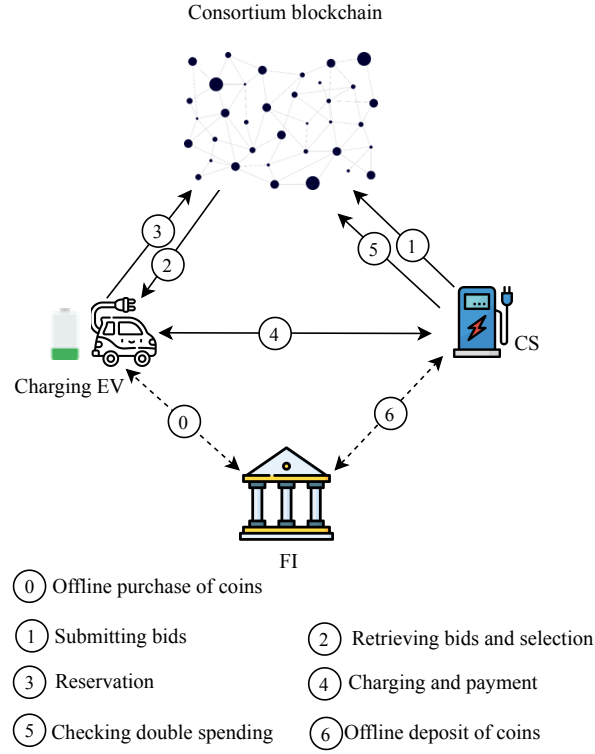 Consortium blockchain
3
2
5
1
4
CS
Charging EV
0
6
FI
0 Offline purchase of coins
1 Submitting bids
2 Retrieving bids and selection
3 Reservation
4 Charging and payment
5 Checking double spending
6 Offline deposit of coins